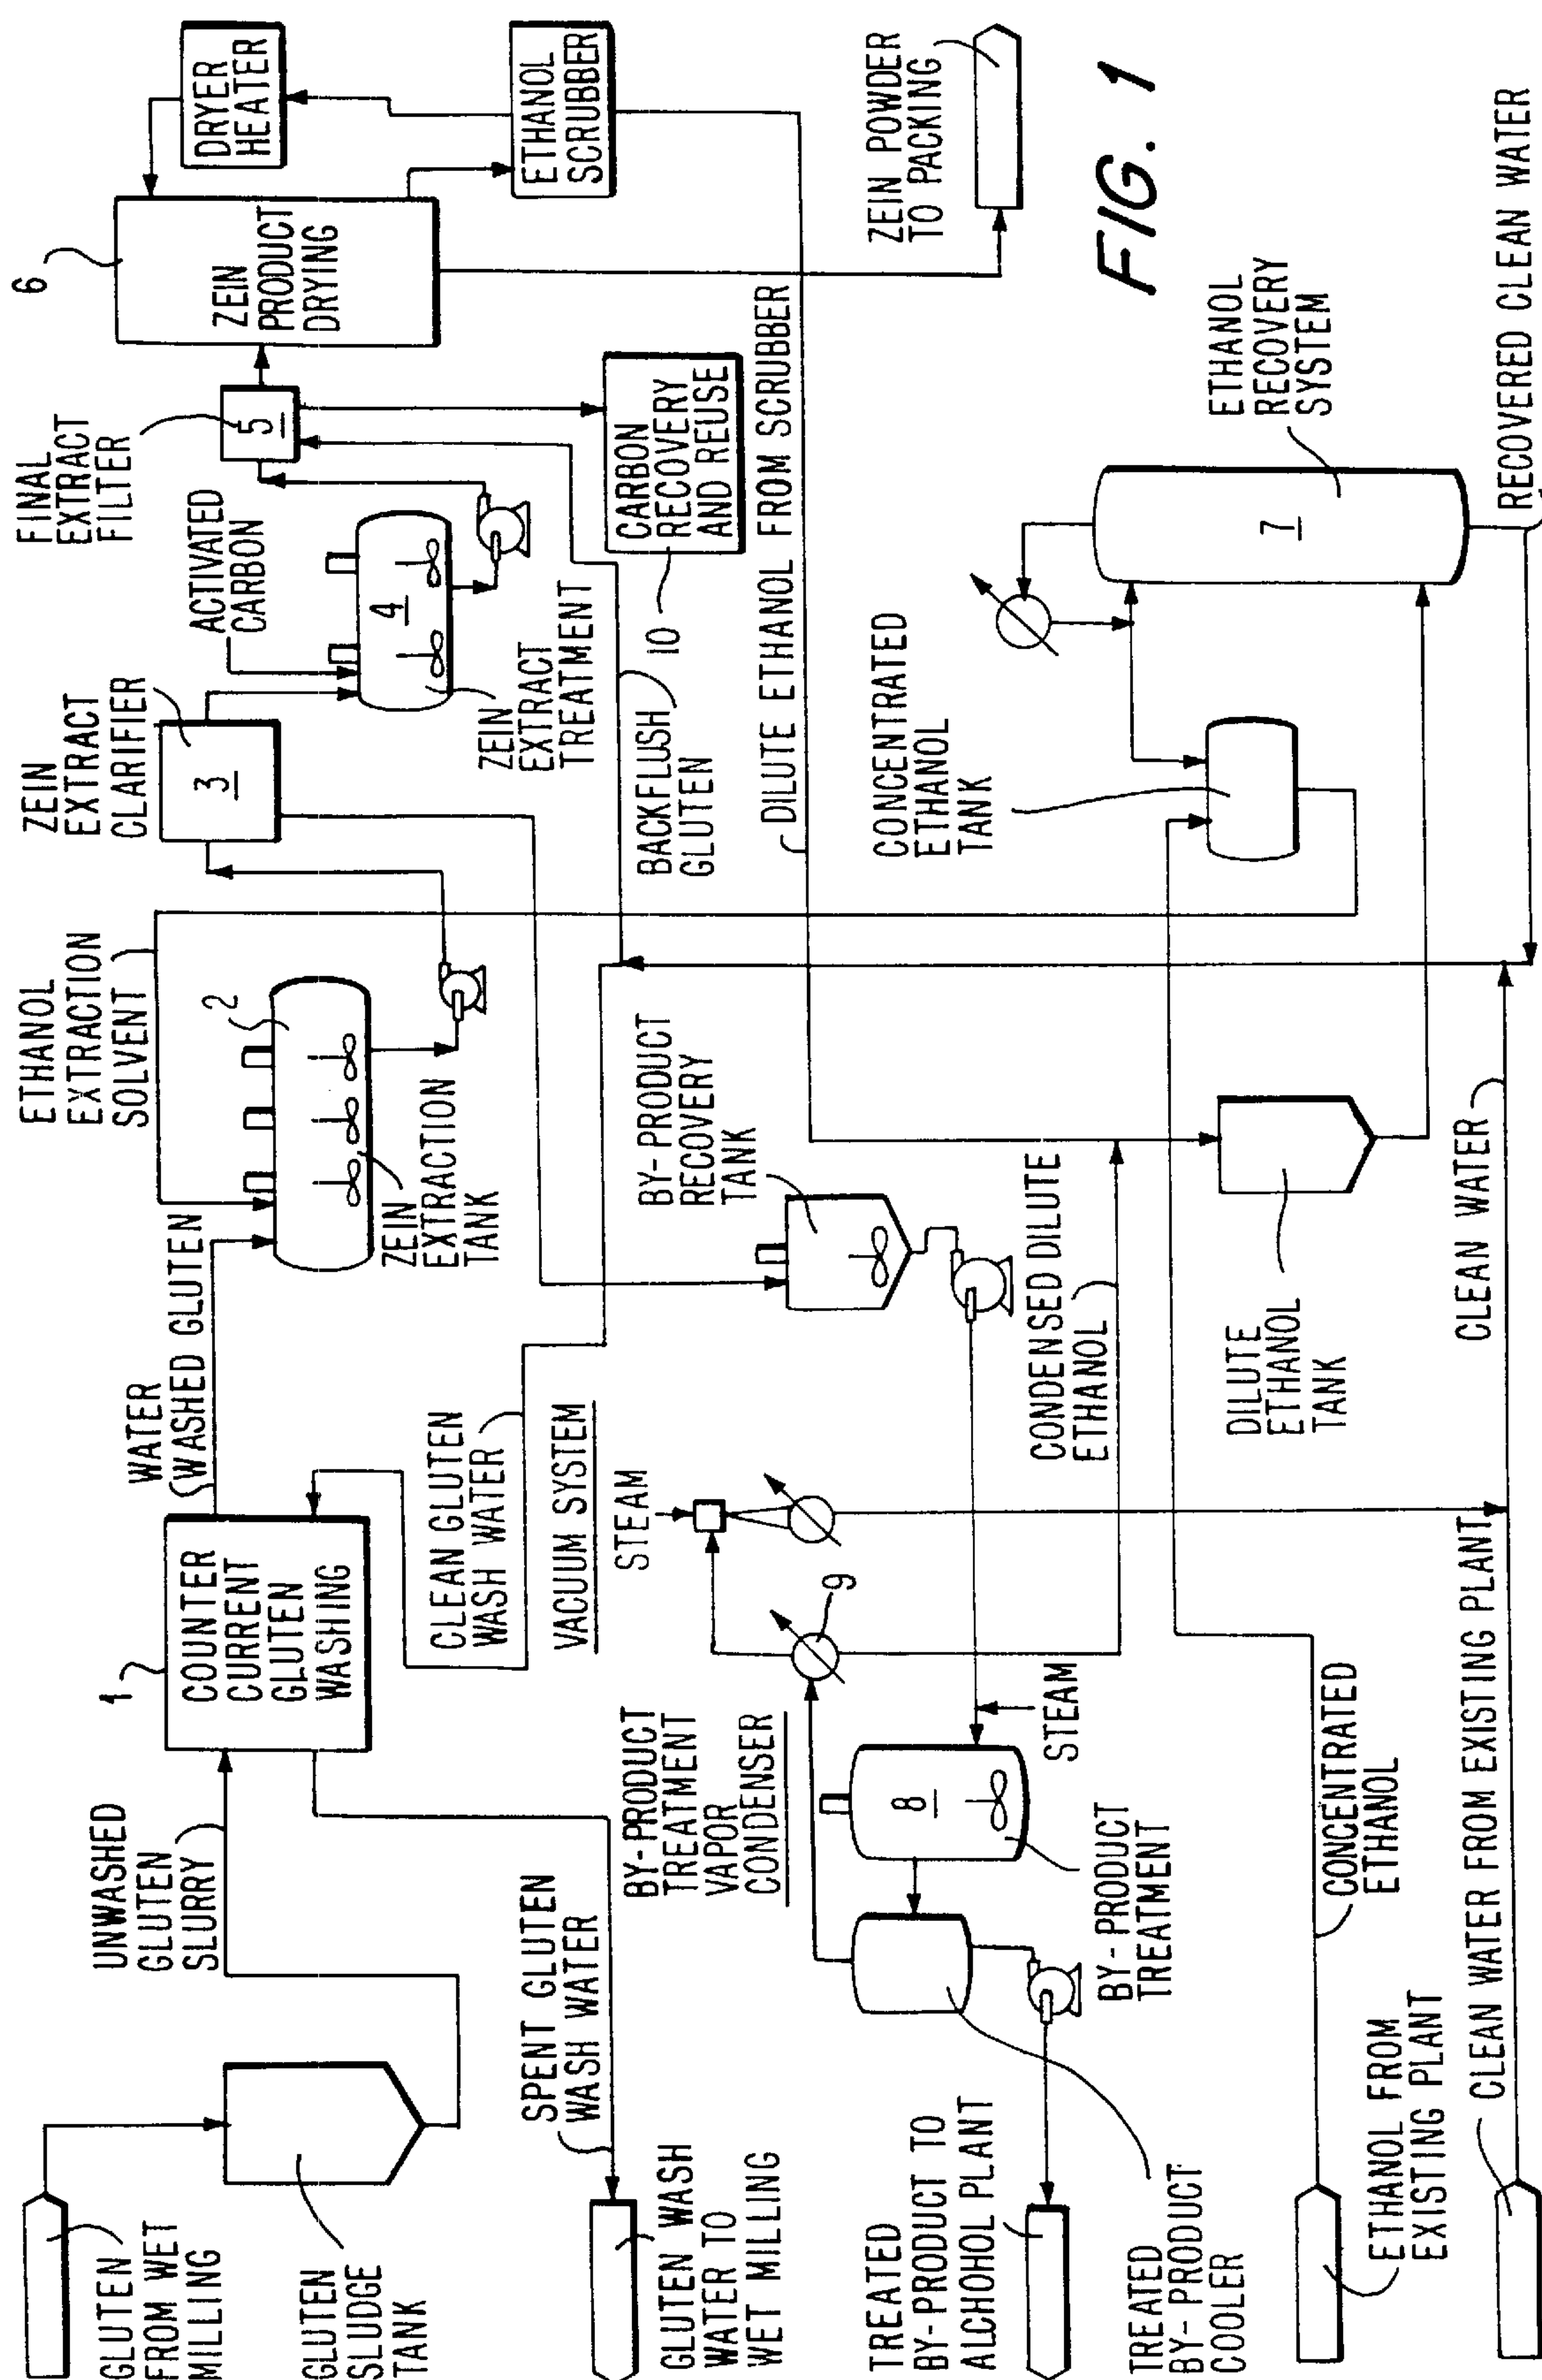 GLUTEN
FROM WET
MILLING
GLUTEN
SLUDGE
TANK
UNWASHED
GLUTEN
SLURRY
1
COUNTER
CURRENT
GLUTEN
WASHING
WATER
WASHED GLUTEN
ETHANOL
EXTRACTION
SOLVENT
2
ZEIN
EXTRACTION
TANK
ZEIN
EXTRACT
CLARIFIER
3
ACTIVATED
CARBON
4
ZEIN
EXTRACT
TREATMENT
FINAL
EXTRACT
FILTER
5
6
ZEIN
PRODUCT
DRYING
DRYER
HEATER
ETHANOL
SCRUBBER
SPENT GLUTEN
WASH WATER
GLUTEN WASH
WATER TO
WET MILLING
CLEAN GLUTEN
WASH WATER
VACUUM SYSTEM
STEAM
BY-PRODUCT
TREATMENT
VAPOR
CONDENSER
9
BY-PRODUCT
RECOVERY
TANK
BACKFLUSH
GLUTEN
10
CARBON
RECOVERY
AND REUSE
DILUTE ETHANOL FROM SCRUBBER
ZEIN POWDER
TO PACKING
TREATED
BY-PRODUCT TO
ALCHOHOL PLANT
TREATED
BY-PRODUCT
COOLER
8
BY-PRODUCT
TREATMENT
STEAM
CONDENSED DILUTE
ETHANOL
DILUTE
ETHANOL
TANK
CONCENTRATED
ETHANOL
TANK
7
ETHANOL
RECOVERY
SYSTEM
FIG. 1
CONCENTRATED
ETHANOL
ETHANOL FROM
EXISTING PLANT
CLEAN WATER FROM EXISTING PLANT
CLEAN WATER
RECOVERED CLEAN WATER